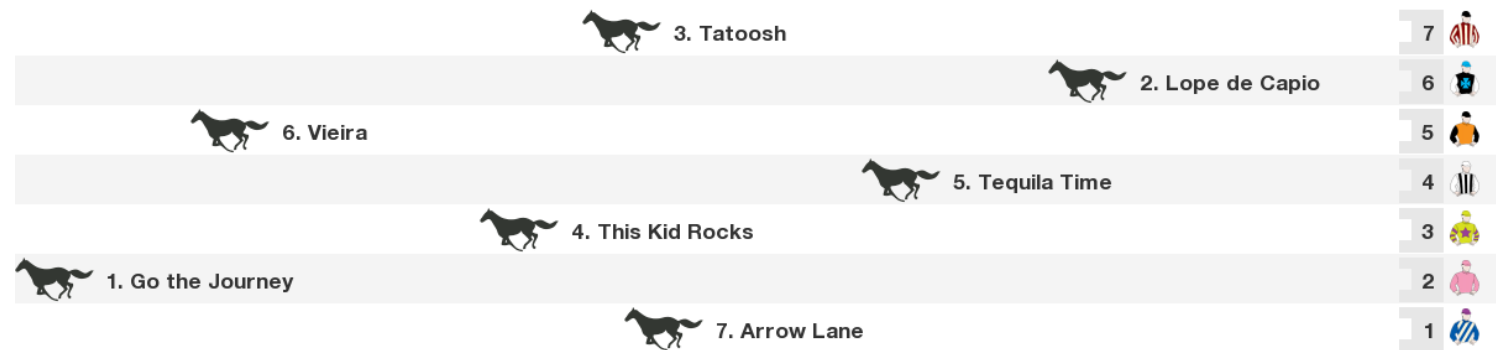 3. Tatoosh 7
2. Lope de Capio 6
6. Vieira 5
5. Tequila Time 4
4. This Kid Rocks 3
1. Go the Journey 2
7. Arrow Lane 1